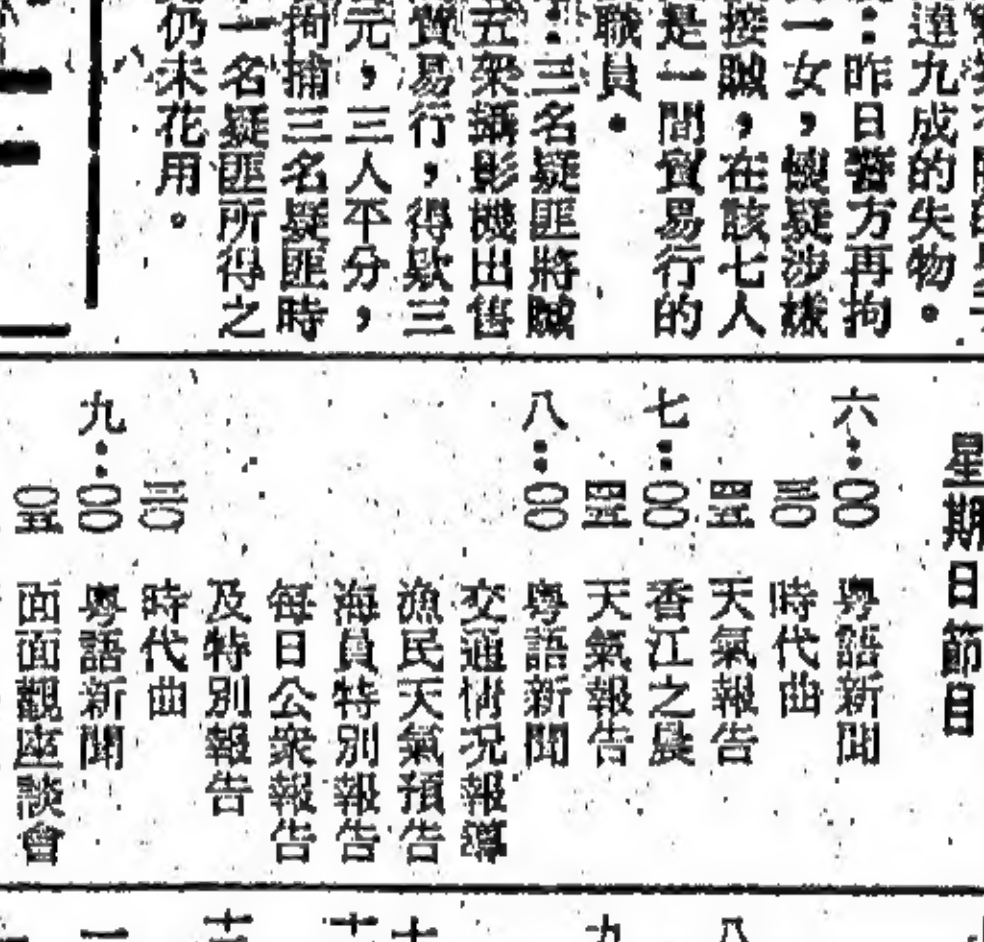 達九成的失物。
：昨日警方再拘
一女，懷疑涉嫌
接贓，在該七人
是一間貿易行的
職員。
：三名疑匪將贓
五架攝影機出售
貿易行，得欵三
元，三人平分，
拘捕三名疑匪時
一名疑匪所得之
仍未花用。
星期日節目
六：〇〇 粵語新聞
三〇 時代曲
四五 天氣報告
七：〇〇 香江之晨
四五 天氣報告
八：〇〇 粵語新聞
交通情况報導
漁民天氣預告
海員特別報告
每日公衆報告
及特別報告
三〇 時代曲
九：〇〇 粵語新聞
〇五 面面觀座談會